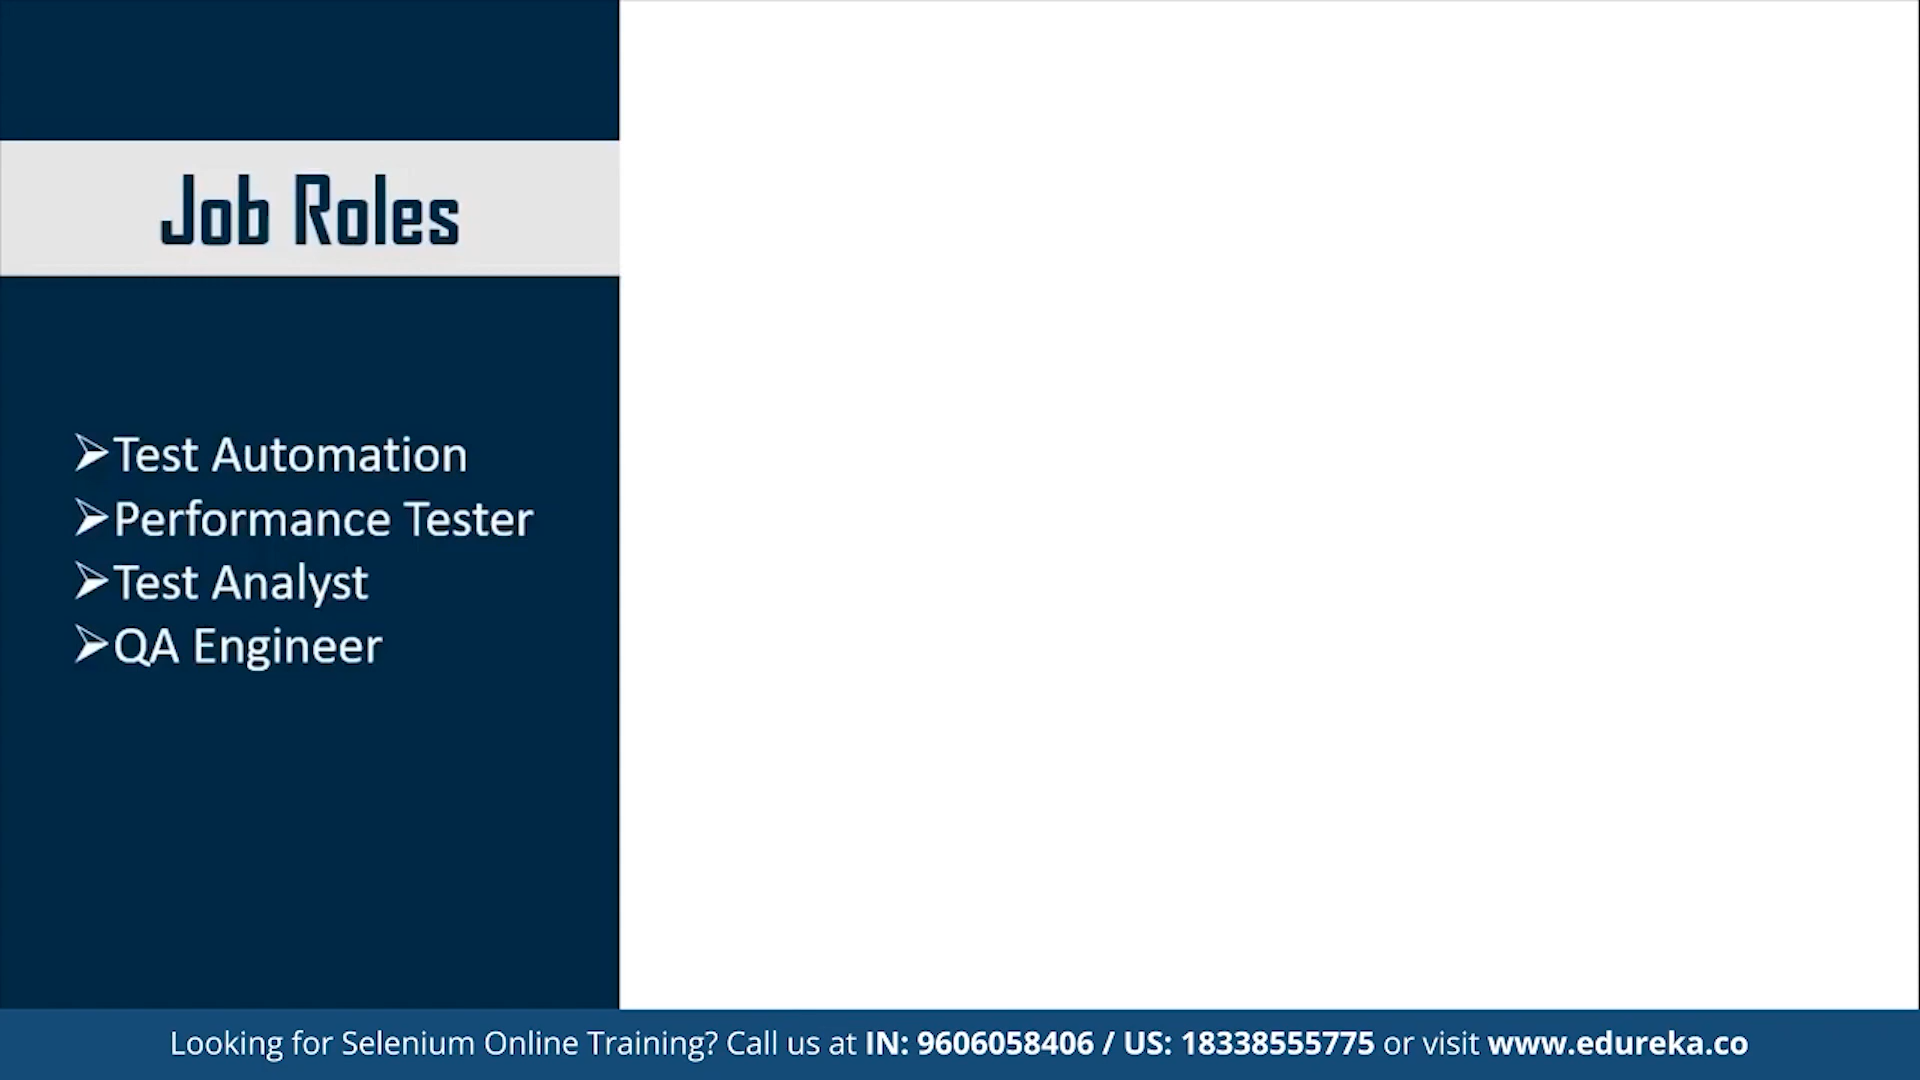 Job Roles
Test Automation
Performance Tester
Test Analyst
QA Engineer
Looking for Selenium Online Training? Call us at IN: 9606058406 / US: 18338555775 or visit www.edureka.co